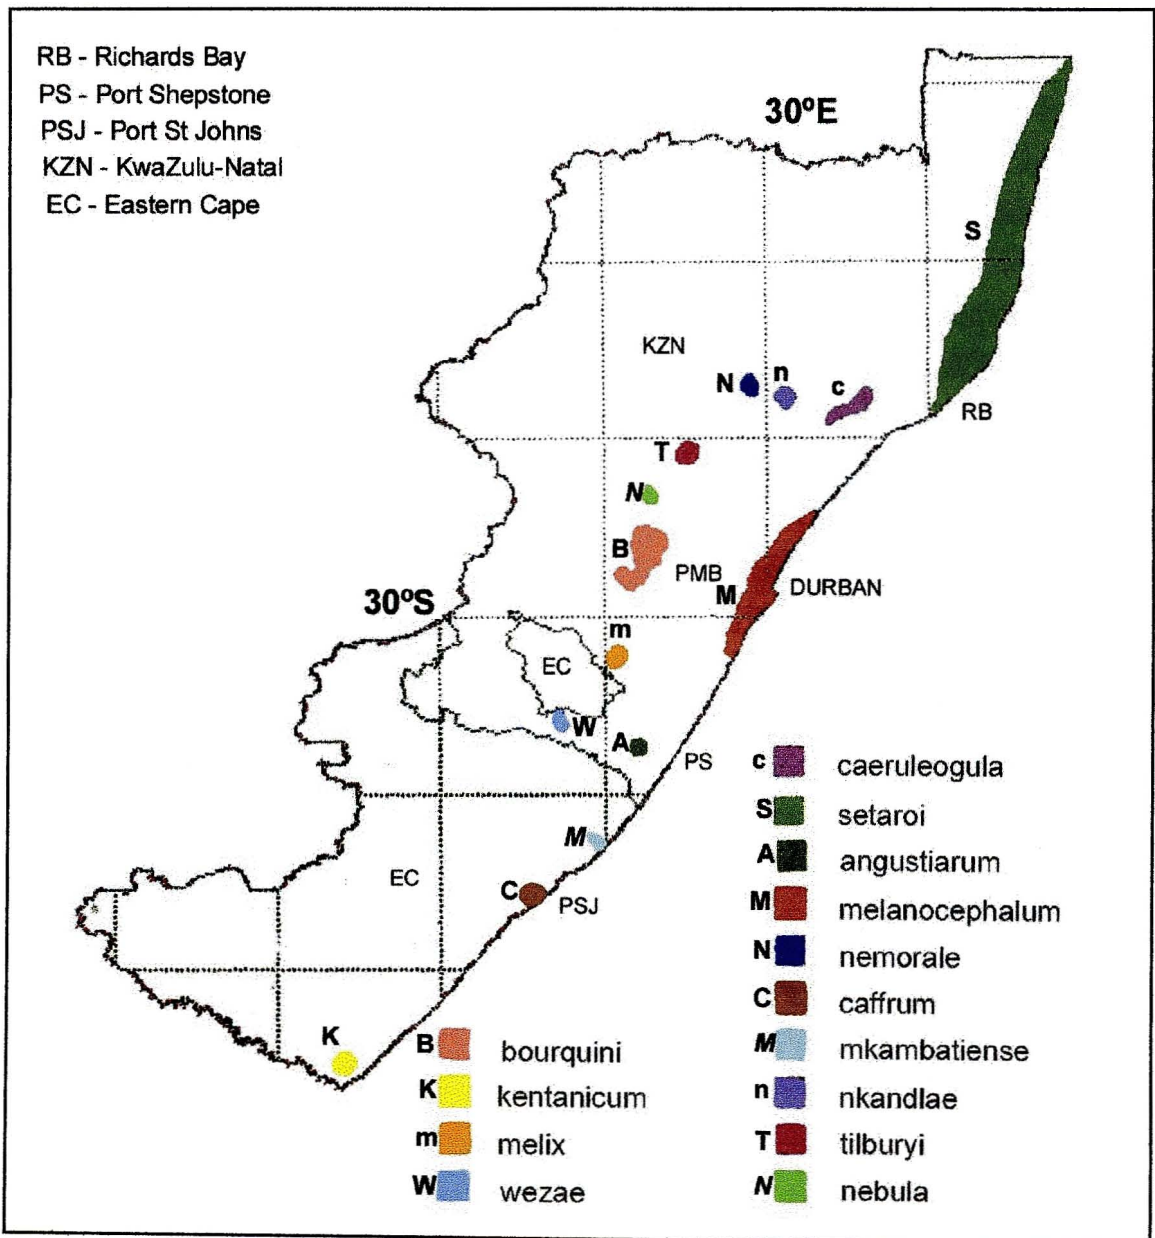 RB - Richards Bay
PS - Port Shepstone
PSJ - Port St Johns
KZN - KwaZulu-Natal
EC - Eastern Cape
30ºE
S
KZN
N
n
c
RB
T
N
B
PMB
M
DURBAN
30ºS
m
EC
W
A
PS
M
EC
C
PSJ
K
c caeruleogula
S setaroi
A angustiarum
M melanocephalum
N nemorale
C caffrum
M mkambatiense
n nkandlae
T tilburyi
N nebula
B bourquini
K kentanicum
m melix
W wezae